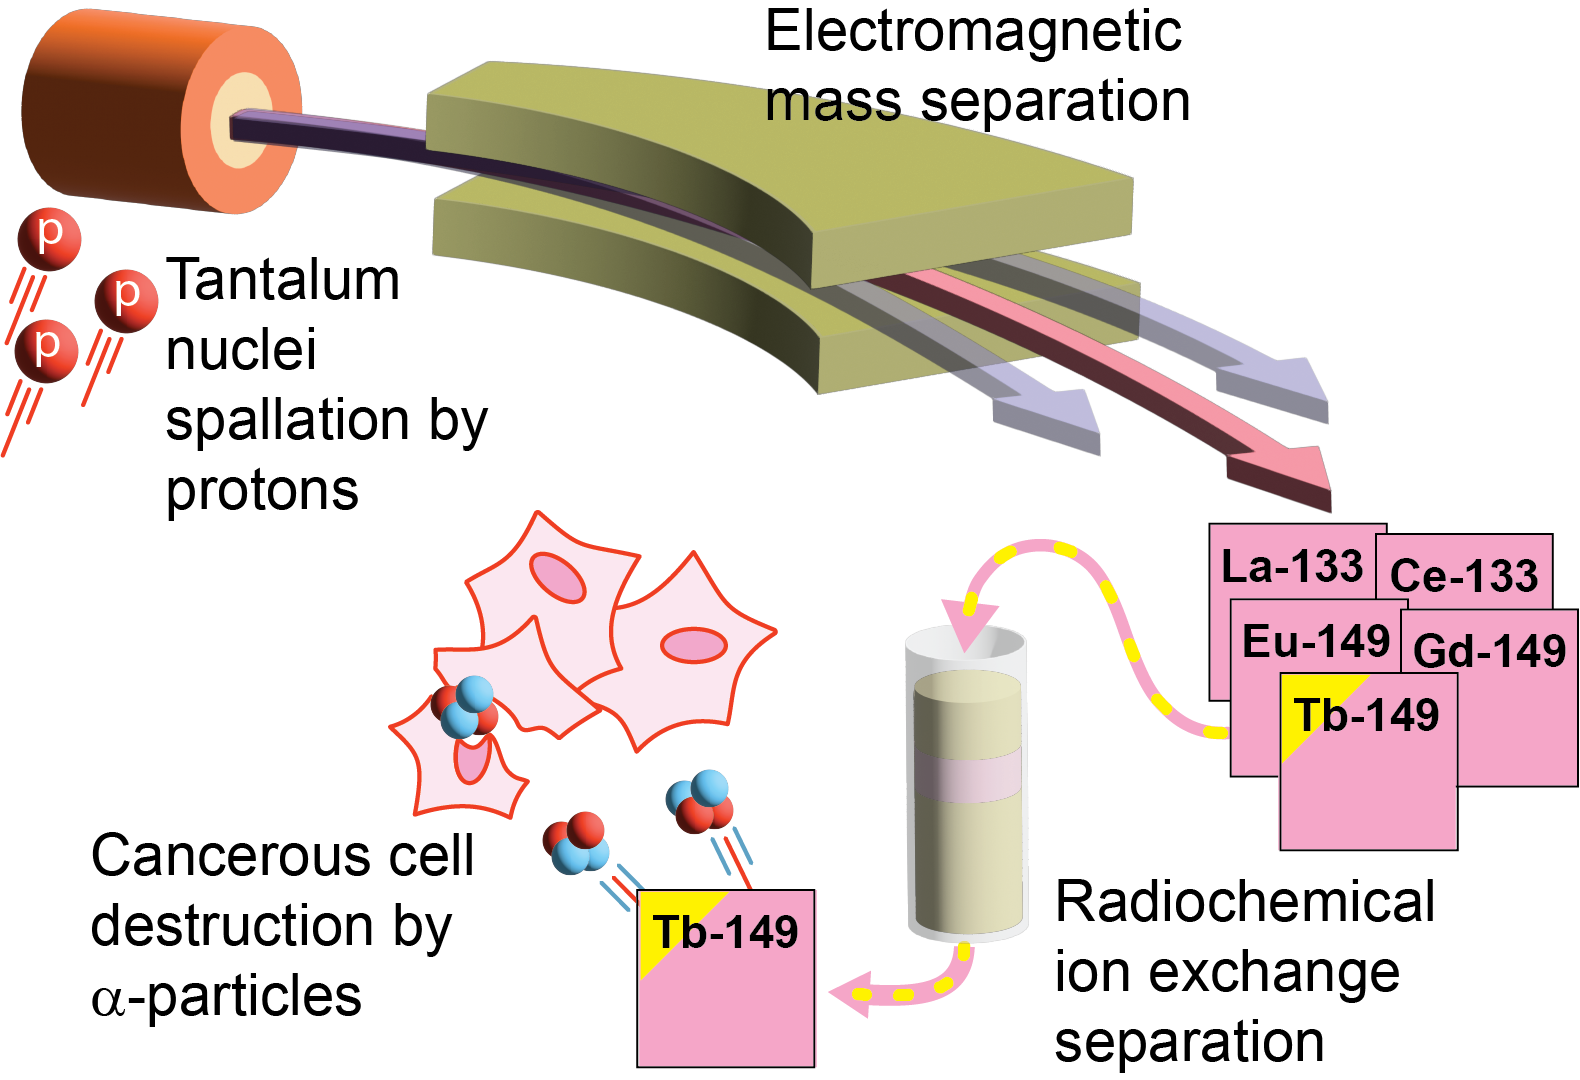 Electromagnetic
mass separation
p
p
p
Tantalum
nuclei
spallation by
protons
La-133
Ce-133
Eu-149
Gd-149
Tb-149
Radiochemical
ion exchange
separation
Tb-149
Cancerous cell
destruction by
α-particles